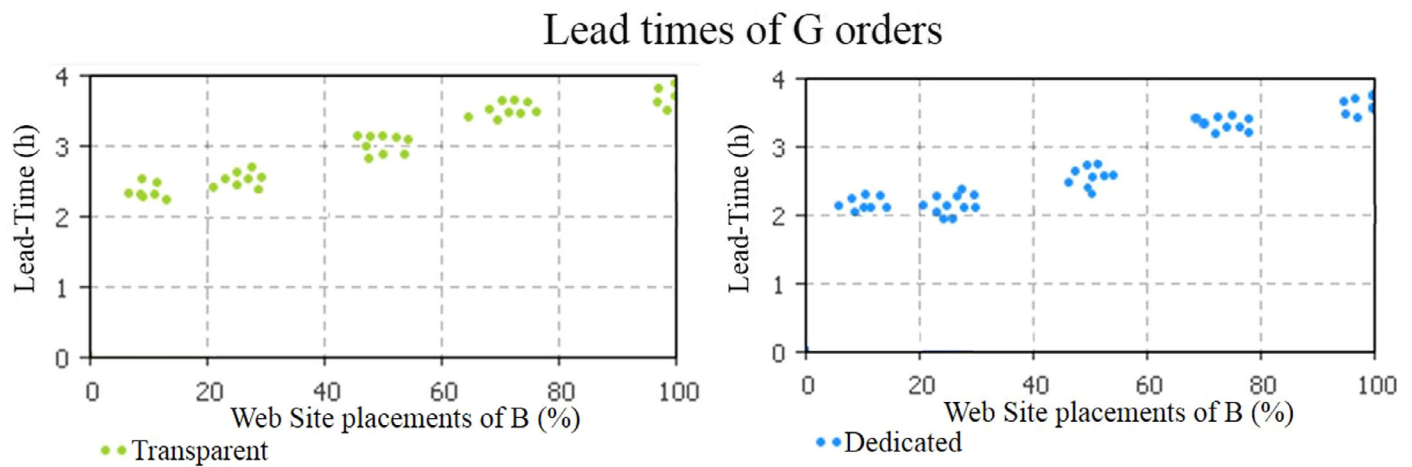 Lead times of G orders
4
3
2
1
0
Lead-Time (h)
0 20 40 60 80 100
Web Site placements of B (%)
Transparent
4
3
2
1
0
Lead-Time (h)
0 20 40 60 80 100
Web Site placements of B (%)
Dedicated